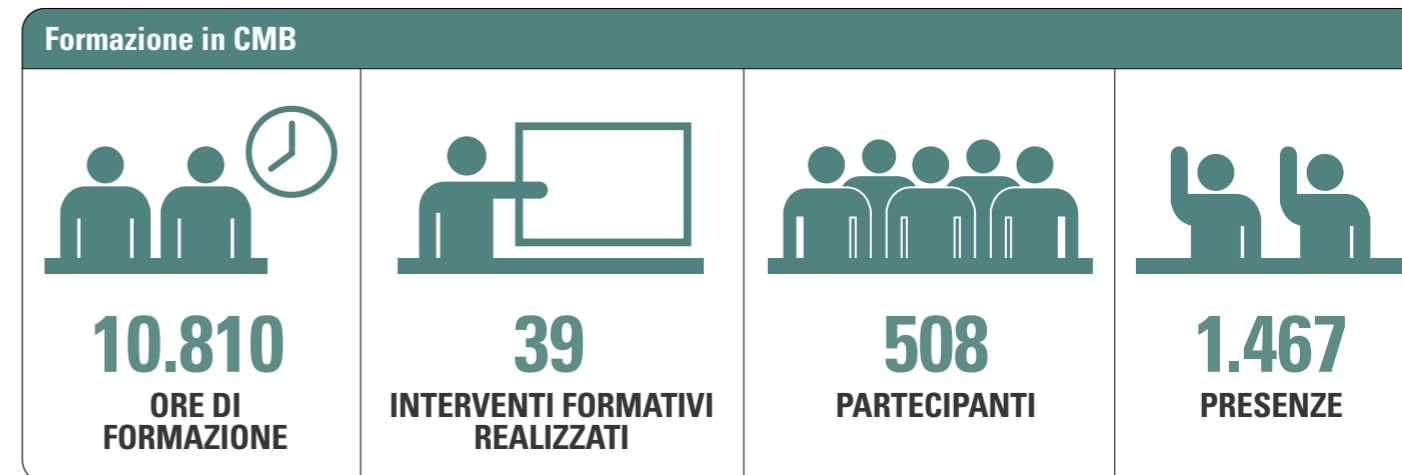 Formazione in CMB
10.810
ORE DI
FORMAZIONE
39
INTERVENTI FORMATIVI
REALIZZATI
508
PARTECIPANTI
1.467
PRESENZE